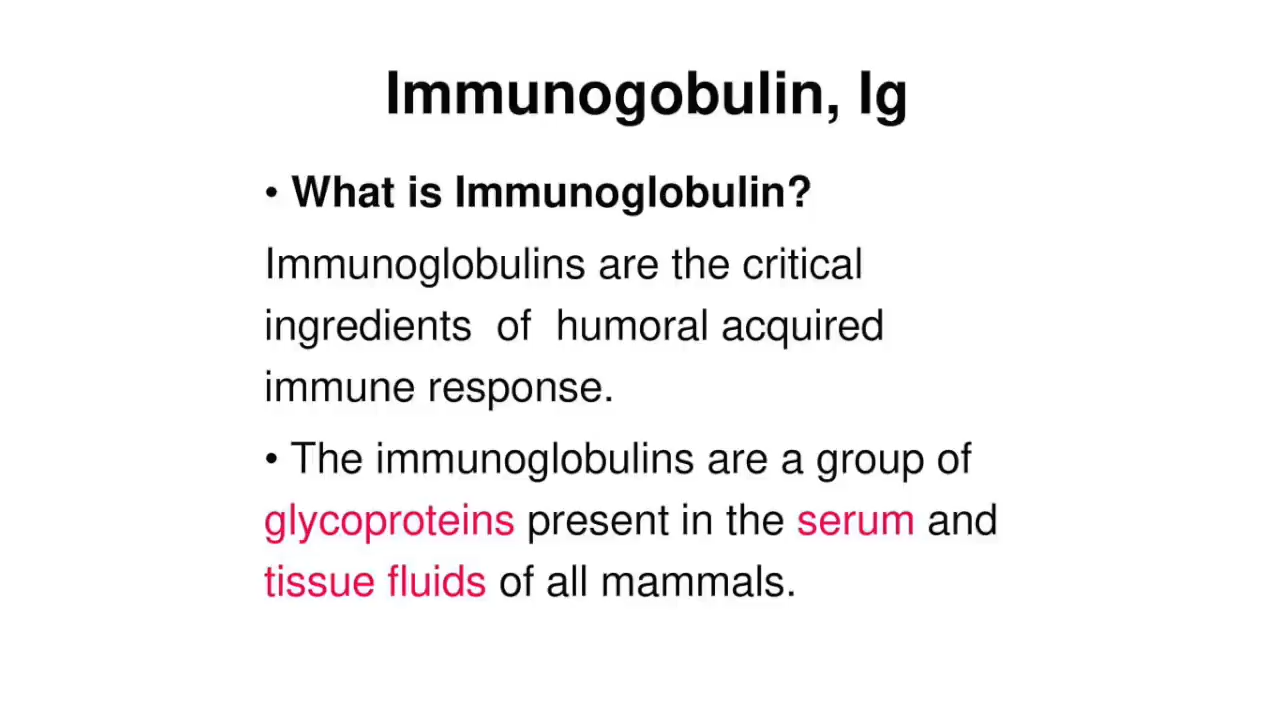 Immunogobulin, Ig
• What is Immunoglobulin?
Immunoglobulins are the critical
ingredients of humoral acquired
immune response.
• The immunoglobulins are a group of
glycoproteins present in the serum and
tissue fluids of all mammals.